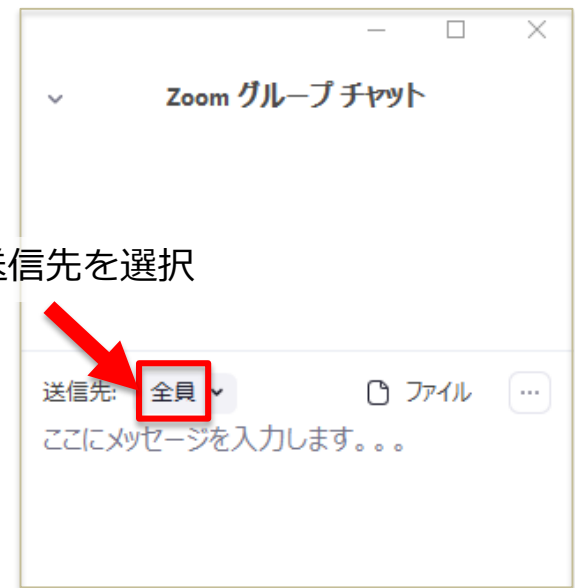 Zoom グループ チャット
送信先を選択
送信先: 全員 ファイル ...
ここにメッセージを入力します。。。